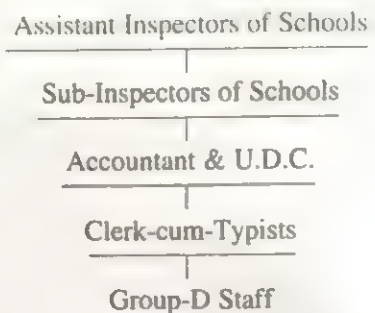 Assistant Inspectors of Schools
Sub-Inspectors of Schools
Accountant & U.D.C.
Clerk-cum-Typists
Group-D Staff